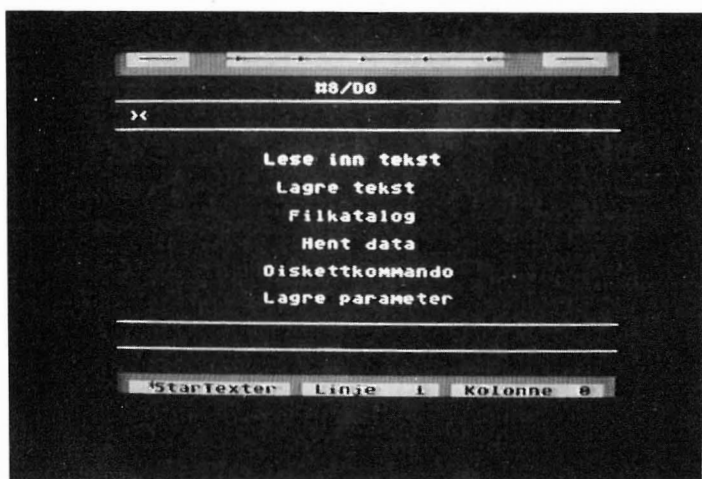 #8/D0
><
Lese inn tekst
Lagre tekst
Filkatalog
Hent data
Diskettkommando
Lagre parameter
StarTexter Linje 1 Kolonne 0